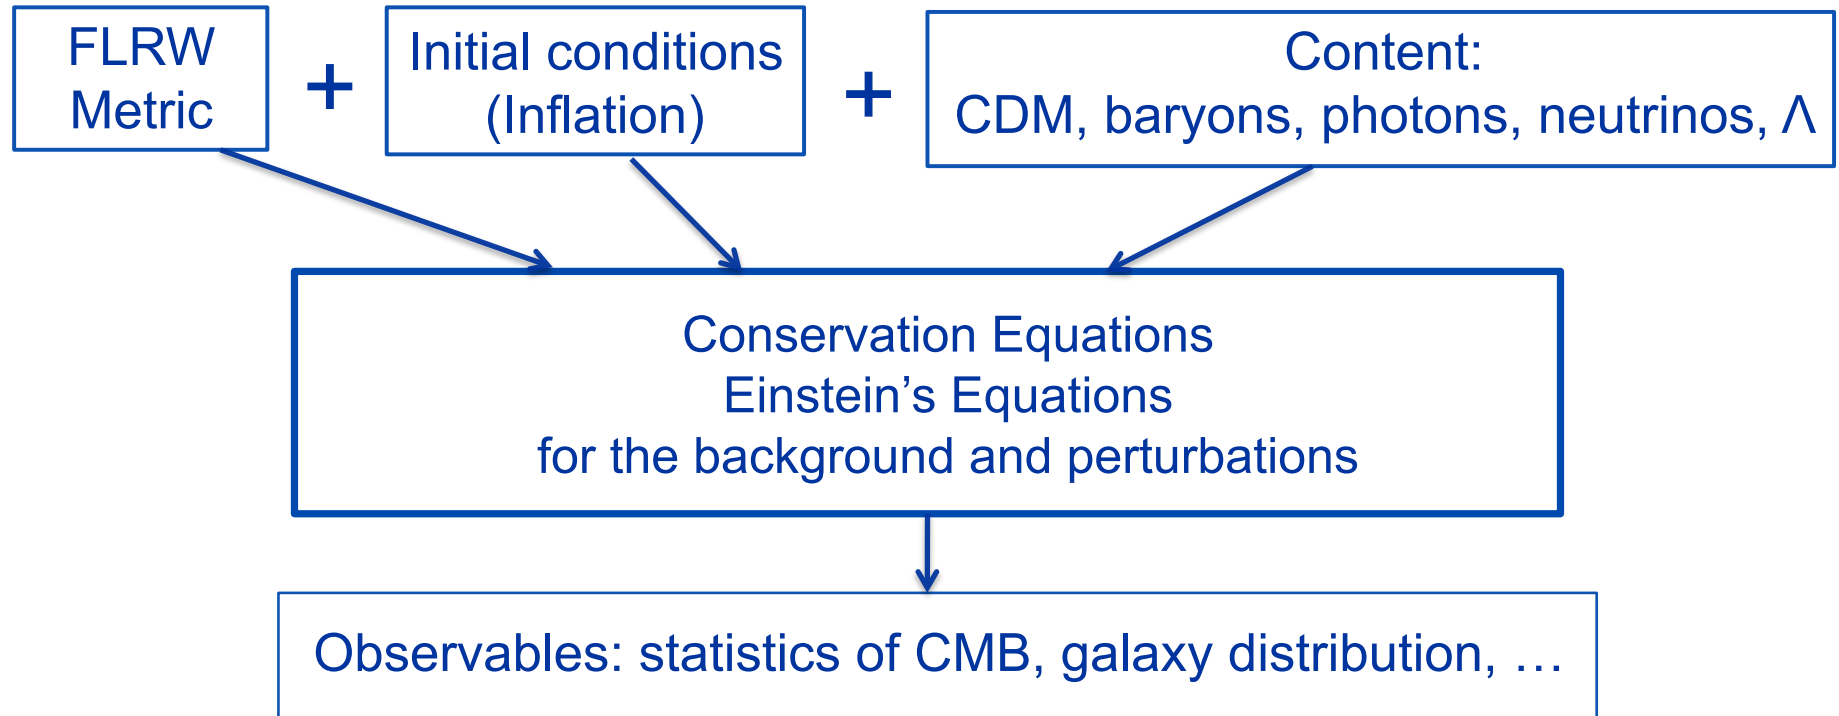 FLRW
Metric
+
Initial conditions
(Inflation)
+
Content:
CDM, baryons, photons, neutrinos, Λ
Conservation Equations
Einstein’s Equations
for the background and perturbations
Observables: statistics of CMB, galaxy distribution, …